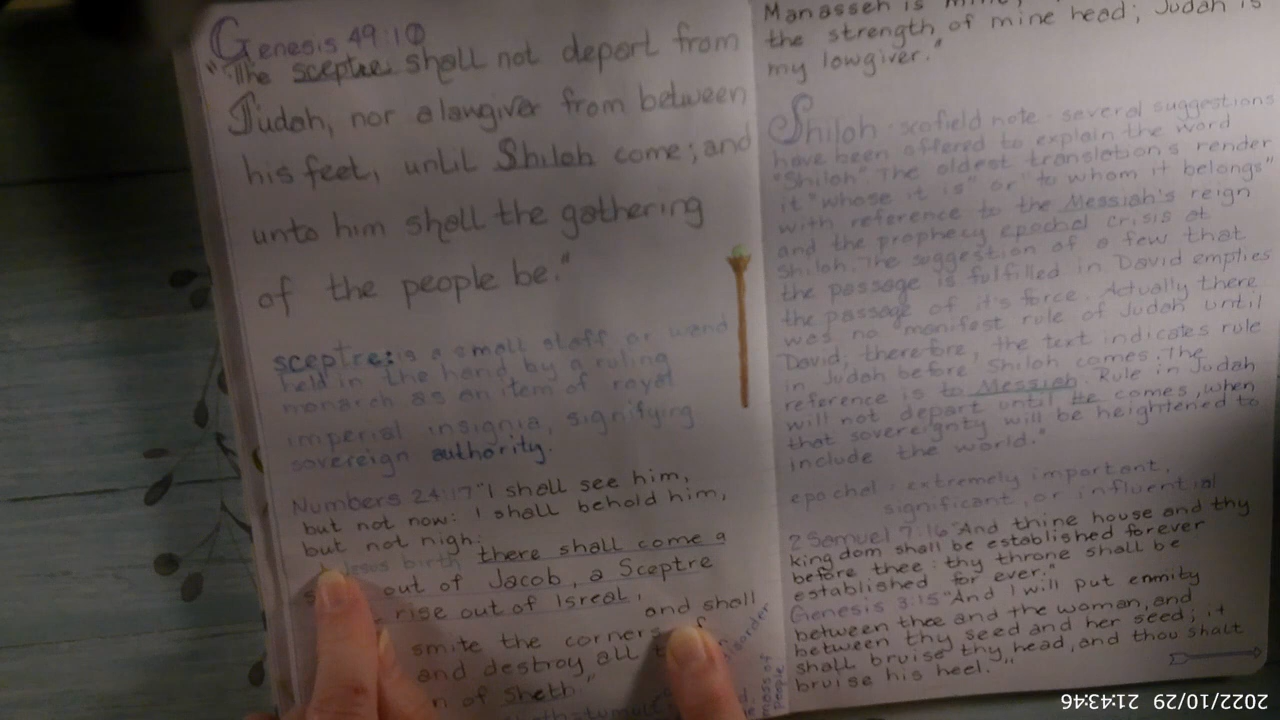 Genesis 49:10
"The sceptre shall not depart from
Judah, nor a lawgiver from between
his feet, until Shiloh come; and
unto him shall the gathering
of the people be."
sceptre: is a small staff or wand
held in the hand by a ruling
monarch as an item of royal
imperial insignia, signifying
sovereign authority.
Numbers 24:17 "I shall see him,
but not now: I shall behold him,
but not nigh:
Jesus birth there shall come a
out of Jacob, a Sceptre
rise out of Isreal,
and shall
smite the corners
and destroy all
n of Sheth."
mass of
people
Manasseh is mine;
the strength of mine head; Judah is
my lawgiver."
Shiloh - scofield note - several suggestions
have been offered to explain the word
"Shiloh" The oldest translations render
it "whose it is" or "to whom it belongs"
with reference to the Messiah's reign
and the prophecy epochal crisis at
Shiloh. The suggestion of a few that
the passage is fulfilled in David empties
the passage of it's force. Actually there
was no manifest rule of Judah until
David; therefore, the text indicates rule
in Judah before Shiloh comes. The
reference is to Messiah. Rule in Judah
will not depart until He comes, when
that sovereignty will be heightened to
include the world."
epochal: extremely important,
significant, or influential
2 Samuel 7:16 "And thine house and thy
kingdom shall be established forever
before thee: thy throne shall be
established for ever."
Genesis 3:15 "And I will put enmity
between thee and the woman, and
between thy seed and her seed; it
shall bruise thy head, and thou shalt
bruise his heel."
2022/10/29 21:43:46